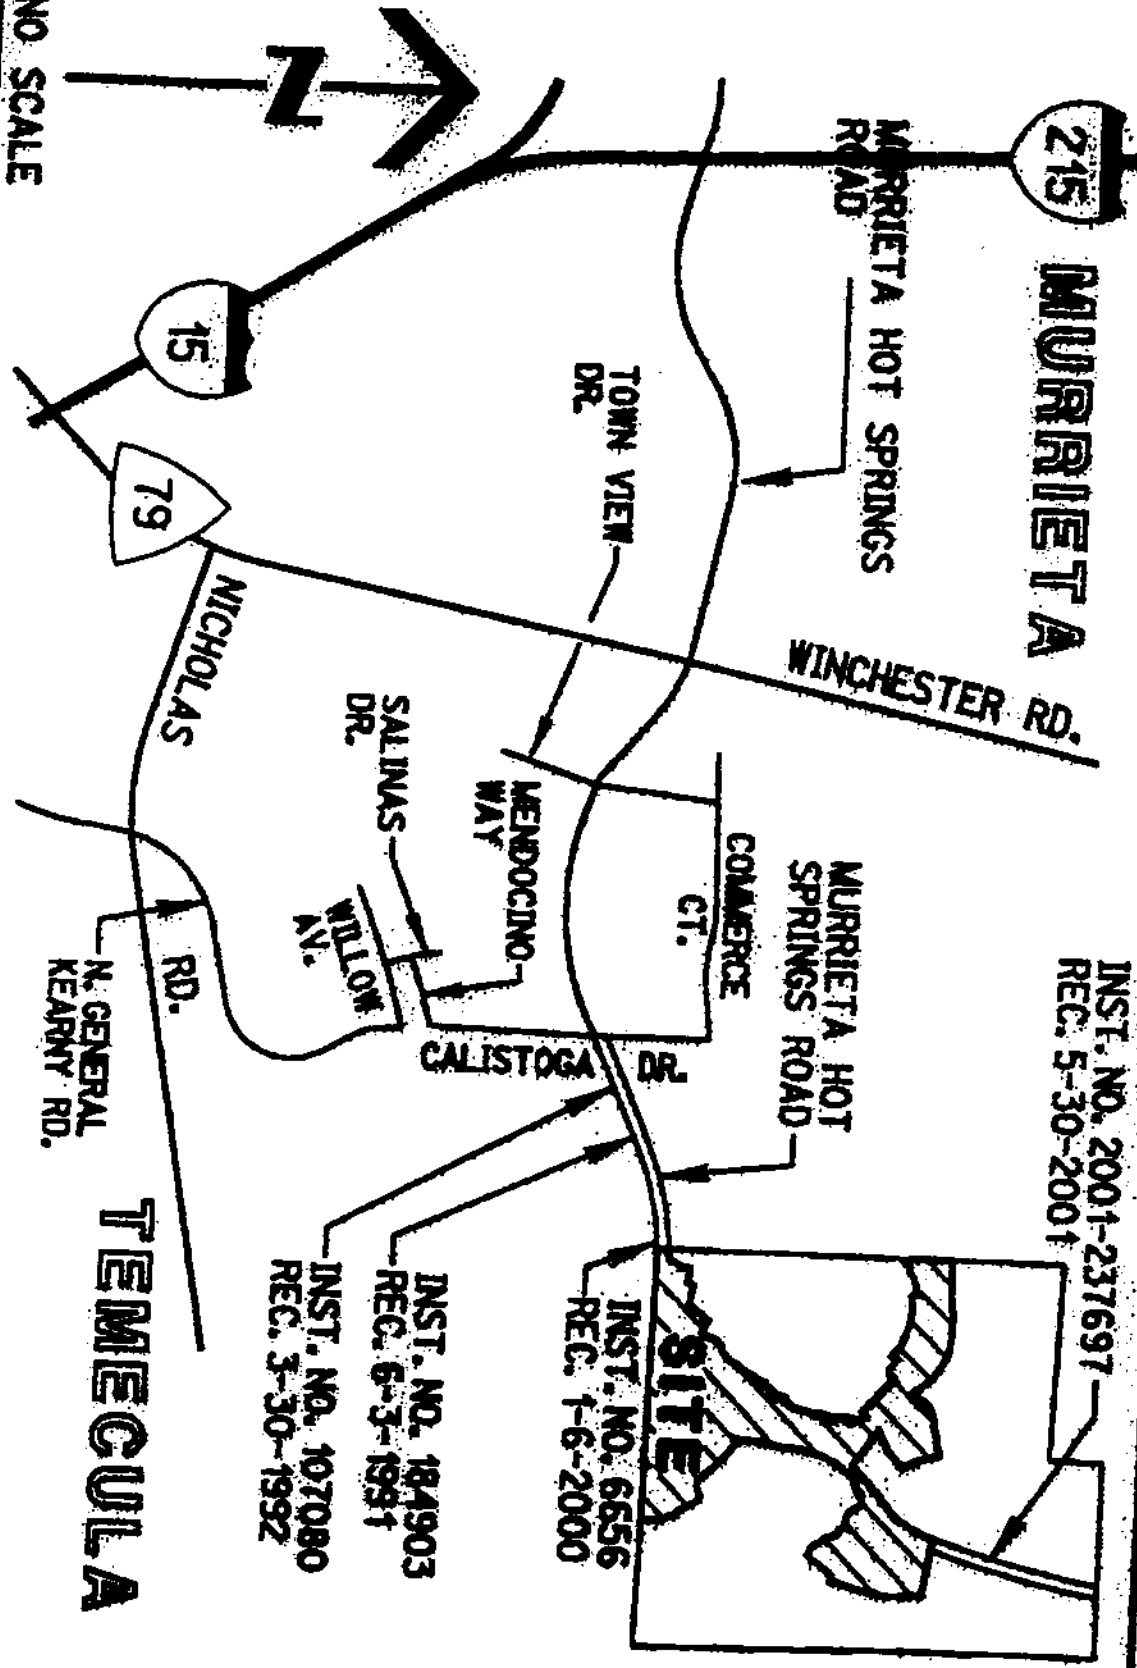 NO SCALE
N
215
MURRIETA
MURRIETA HOT SPRINGS
ROAD
15
79
TOWN VIEW
DR.
WINCHESTER RD.
NICHOLAS
RD.
SALINAS
DR.
MENDOCINO
WAY
COMMERCE
CT.
WILLOW
AV.
N. GENERAL
KEARNY RD.
CALISTOGA DR.
MURRIETA HOT
SPRINGS ROAD
INST. NO. 2001-237697
REC. 5-30-2001
SITE
INST. NO. 6656
REC. 1-6-2000
INST. NO. 184903
REC. 6-3-1991
INST. NO. 107080
REC. 3-30-1992
TEMECULA